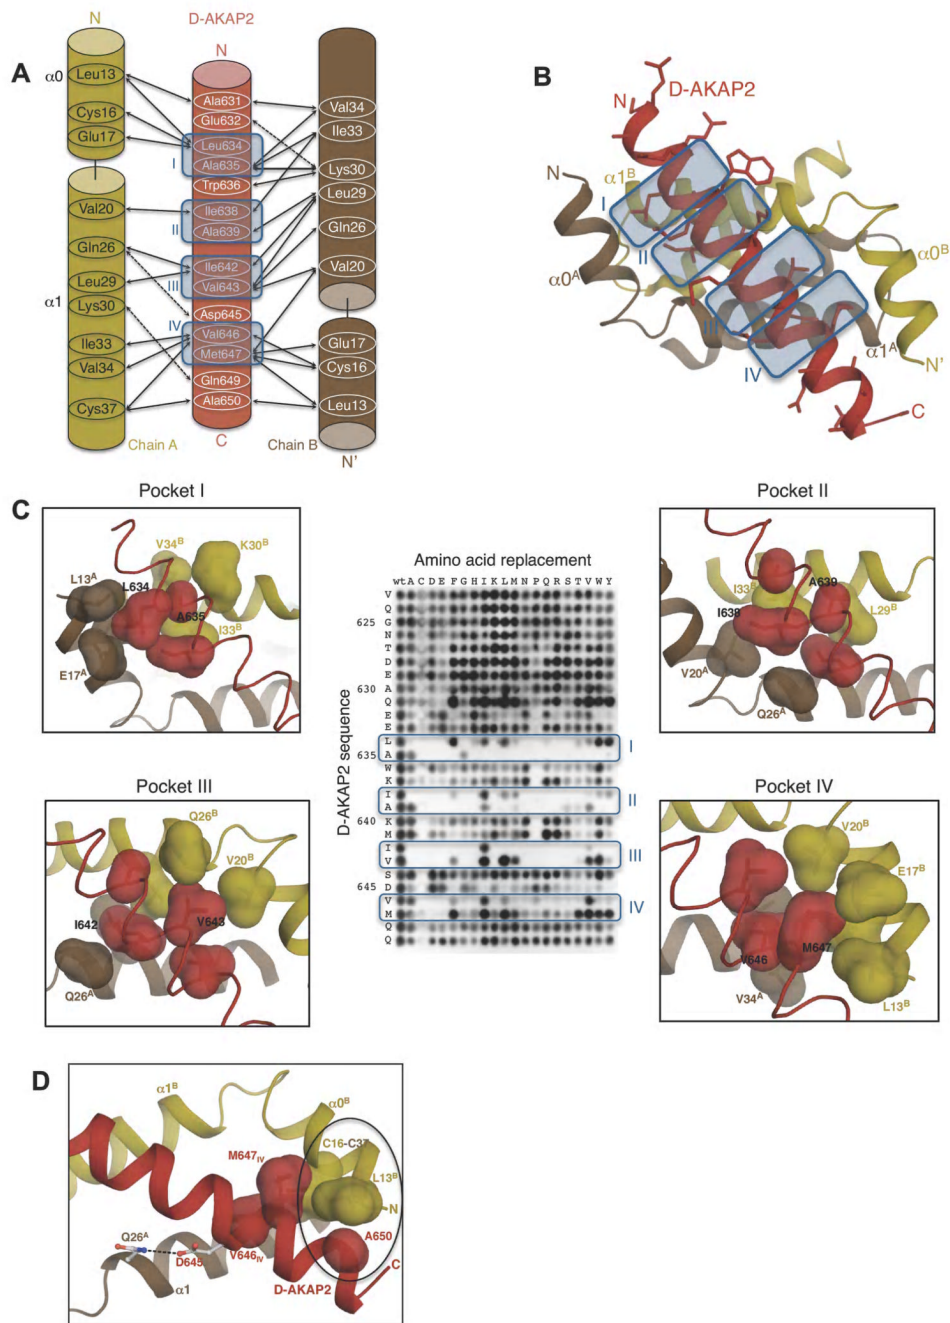 A
N
D-AKAP2
N
α0
Leu13
Cys16
Glu17
Val20
Gln26
α1
Leu29
Lys30
Ile33
Val34
Cys37
Chain A
Ala631
Glu632
I
Leu634
Ala635
Trp636
II
Ile638
Ala639
III
Ile642
Val643
Asp645
IV
Val646
Met647
Gln649
Ala650
C
Val34
Ile33
Lys30
Leu29
Gln26
Val20
Glu17
Cys16
Leu13
Chain B
N'
B
D-AKAP2
N
N
α1B
I
II
α0A
α0B
III
α1A
IV
N'
C
C
Pocket I
V34B
K30B
L13A
L634
A635
I33B
E17A
Pocket II
A639
I33B
I638
L29B
V20A
Q26A
Amino acid replacement
wt A C D E F G H I K L M N P Q R S T V W Y
D-AKAP2 sequence
V
Q
625 G
N
T
D
E
630 A
Q
E
E
L I
635 A
W
K
I II
A
640 K
M
I III
V
S
645 D
V IV
M
Q
Q
Pocket III
Q26B
V20B
I642
V643
Q26A
Pocket IV
V20B
E17B
V646
M647
V34A
L13B
D
α1B
α0B
C16-C37
M647IV
L13B
N
Q26A
D645
V646IV
A650
C
α1
D-AKAP2